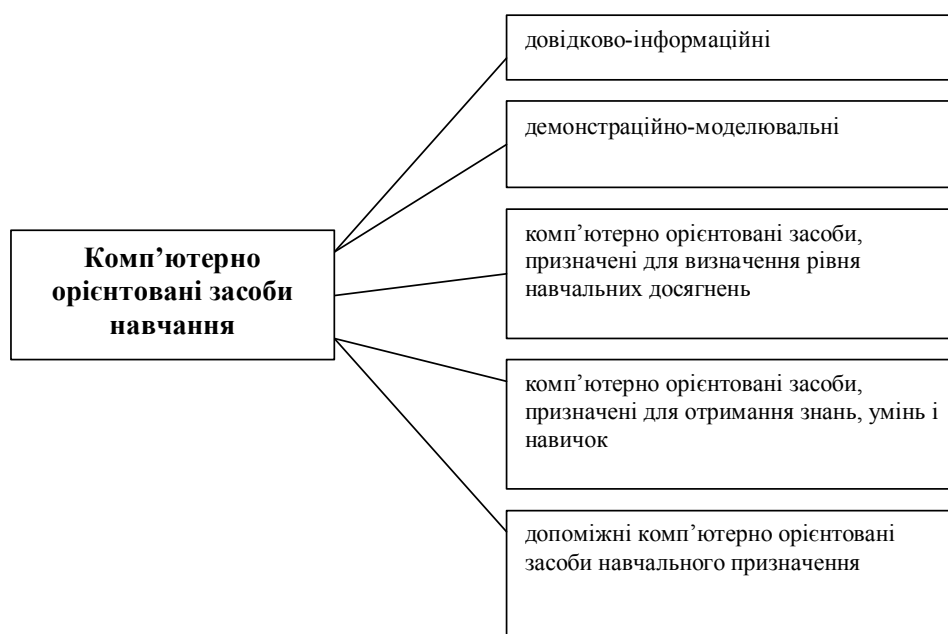 довідково-інформаційні
демонстраційно-моделювальні
Комп’ютерно
орієнтовані засоби
навчання
комп’ютерно орієнтовані засоби,
призначені для визначення рівня
навчальних досягнень
комп’ютерно орієнтовані засоби,
призначені для отримання знань, умінь і
навичок
допоміжні комп’ютерно орієнтовані
засоби навчального призначення